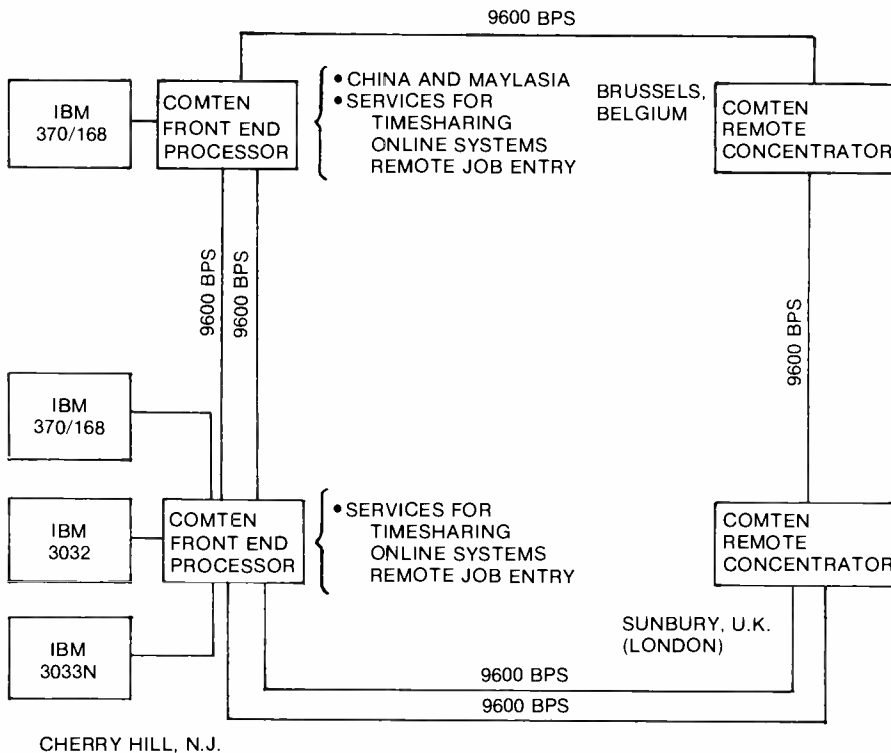 9600 BPS
IBM
370/168
COMTEN
FRONT END
PROCESSOR
• CHINA AND MAYLASIA
• SERVICES FOR
TIMESHARING
ONLINE SYSTEMS
REMOTE JOB ENTRY
BRUSSELS,
BELGIUM
COMTEN
REMOTE
CONCENTRATOR
9600 BPS
9600 BPS
9600 BPS
IBM
370/168
IBM
3032
COMTEN
FRONT END
PROCESSOR
• SERVICES FOR
TIMESHARING
ONLINE SYSTEMS
REMOTE JOB ENTRY
COMTEN
REMOTE
CONCENTRATOR
IBM
3033N
SUNBURY, U.K.
(LONDON)
9600 BPS
9600 BPS
CHERRY HILL, N.J.